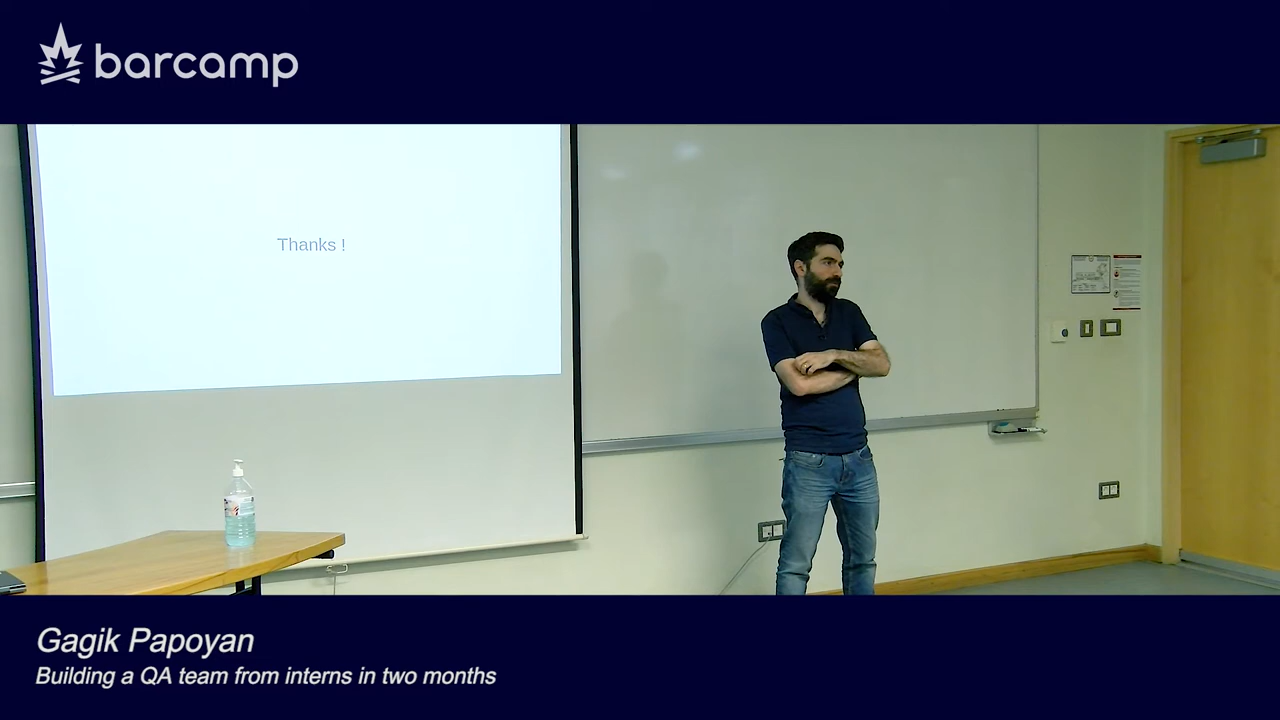 barcamp
Thanks !
Gagik Papoyan
Building a QA team from interns in two months